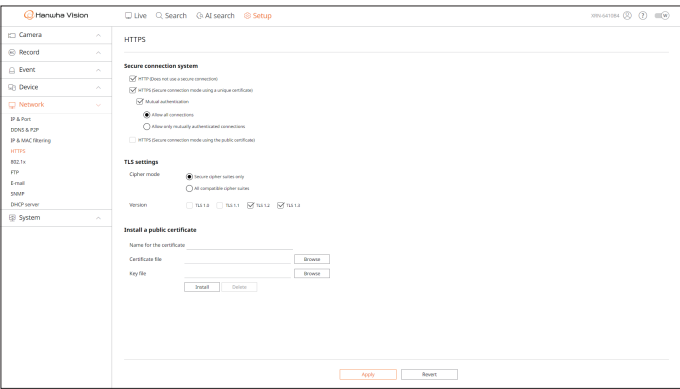 Hanwha Vision
Live Search AI search Setup
XRN-6410B4
Camera
HTTPS
Record
Event
Device
Network
IP & Port
DDNS & P2P
IP & MAC filtering
HTTPS
802.1x
FTP
E-mail
SNMP
DHCP server
System
Secure connection system
HTTP (Does not use a secure connection)
HTTPS (Secure connection mode using a unique certificate)
Mutual authentication
Allow all connections
Allow only mutually authenticated connections
HTTPS (Secure connection mode using the public certificate)
TLS settings
Cipher mode
Secure cipher suites only
All compatible cipher suites
Version TLS 1.0 TLS 1.1 TLS 1.2 TLS 1.3
Install a public certificate
Name for the certificate
Certificate file Browse
Key file Browse
Install Delete
Apply Revert